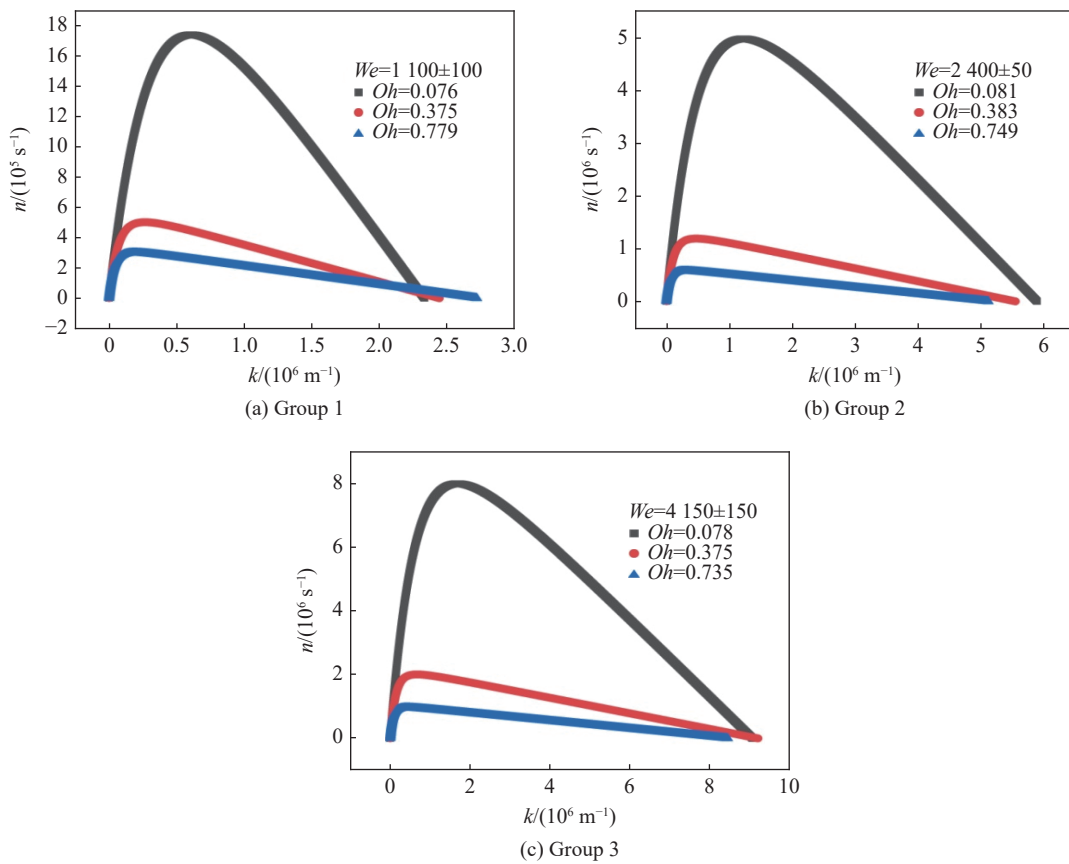 18
16
14
12
10
8
6
4
2
0
−2
n/(10⁵ s⁻¹)
We=1 100±100
Oh=0.076
Oh=0.375
Oh=0.779
0 0.5 1.0 1.5 2.0 2.5 3.0
k/(10⁶ m⁻¹)
(a) Group 1
5
4
3
2
1
0
n/(10⁶ s⁻¹)
We=2 400±50
Oh=0.081
Oh=0.383
Oh=0.749
0 1 2 3 4 5 6
k/(10⁶ m⁻¹)
(b) Group 2
8
6
4
2
0
n/(10⁶ s⁻¹)
We=4 150±150
Oh=0.078
Oh=0.375
Oh=0.735
0 2 4 6 8 10
k/(10⁶ m⁻¹)
(c) Group 3